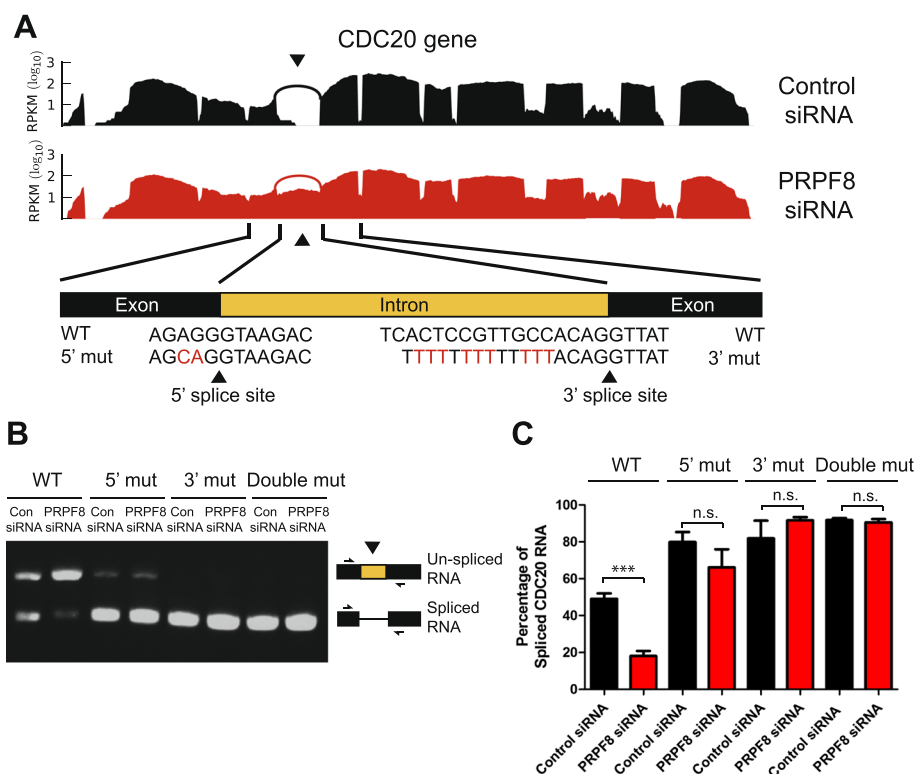 A
CDC20 gene
RPKM (log10)
3
2
1
Control
siRNA
RPKM (log10)
3
2
1
PRPF8
siRNA
Exon Intron Exon
WT AGAGGGTAAGAC TCACTCCGTTGCCACAGGTTAT WT
5’ mut AGCAGGTAAGAC TTTTTTTTTTTTTACAGGTTAT 3’ mut
5’ splice site 3’ splice site
B
WT 5’ mut 3’ mut Double mut
Con PRPF8 Con PRPF8 Con PRPF8 Con PRPF8
siRNA siRNA siRNA siRNA siRNA siRNA siRNA siRNA
Un-spliced
RNA
Spliced
RNA
C
WT 5’ mut 3’ mut Double mut
Percentage of
Spliced CDC20 RNA
100
80
60
40
20
0
*** n.s. n.s. n.s.
Control siRNA PRPF8 siRNA Control siRNA PRPF8 siRNA Control siRNA PRPF8 siRNA Control siRNA PRPF8 siRNA